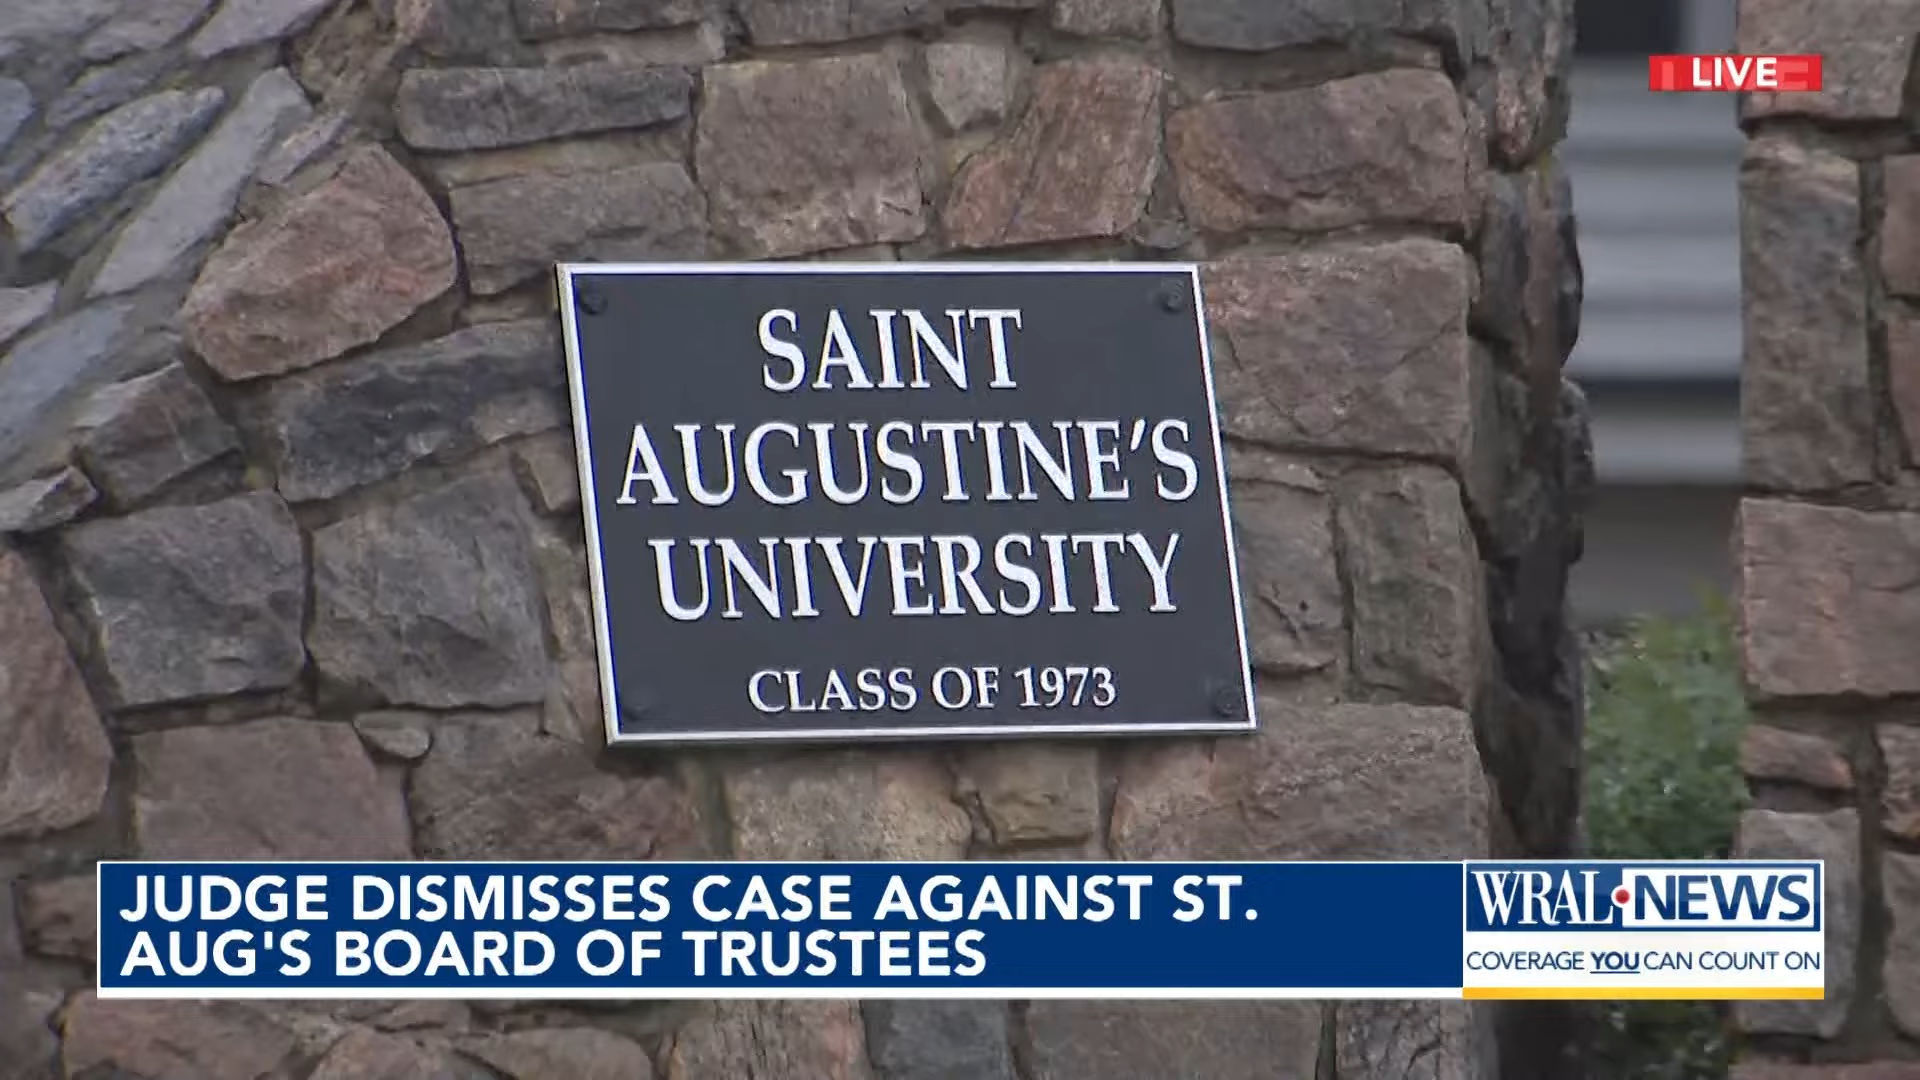 LIVE
SAINT
AUGUSTINE'S
UNIVERSITY
CLASS OF 1973
JUDGE DISMISSES CASE AGAINST ST.
AUG'S BOARD OF TRUSTEES
WRAL NEWS
COVERAGE YOU CAN COUNT ON